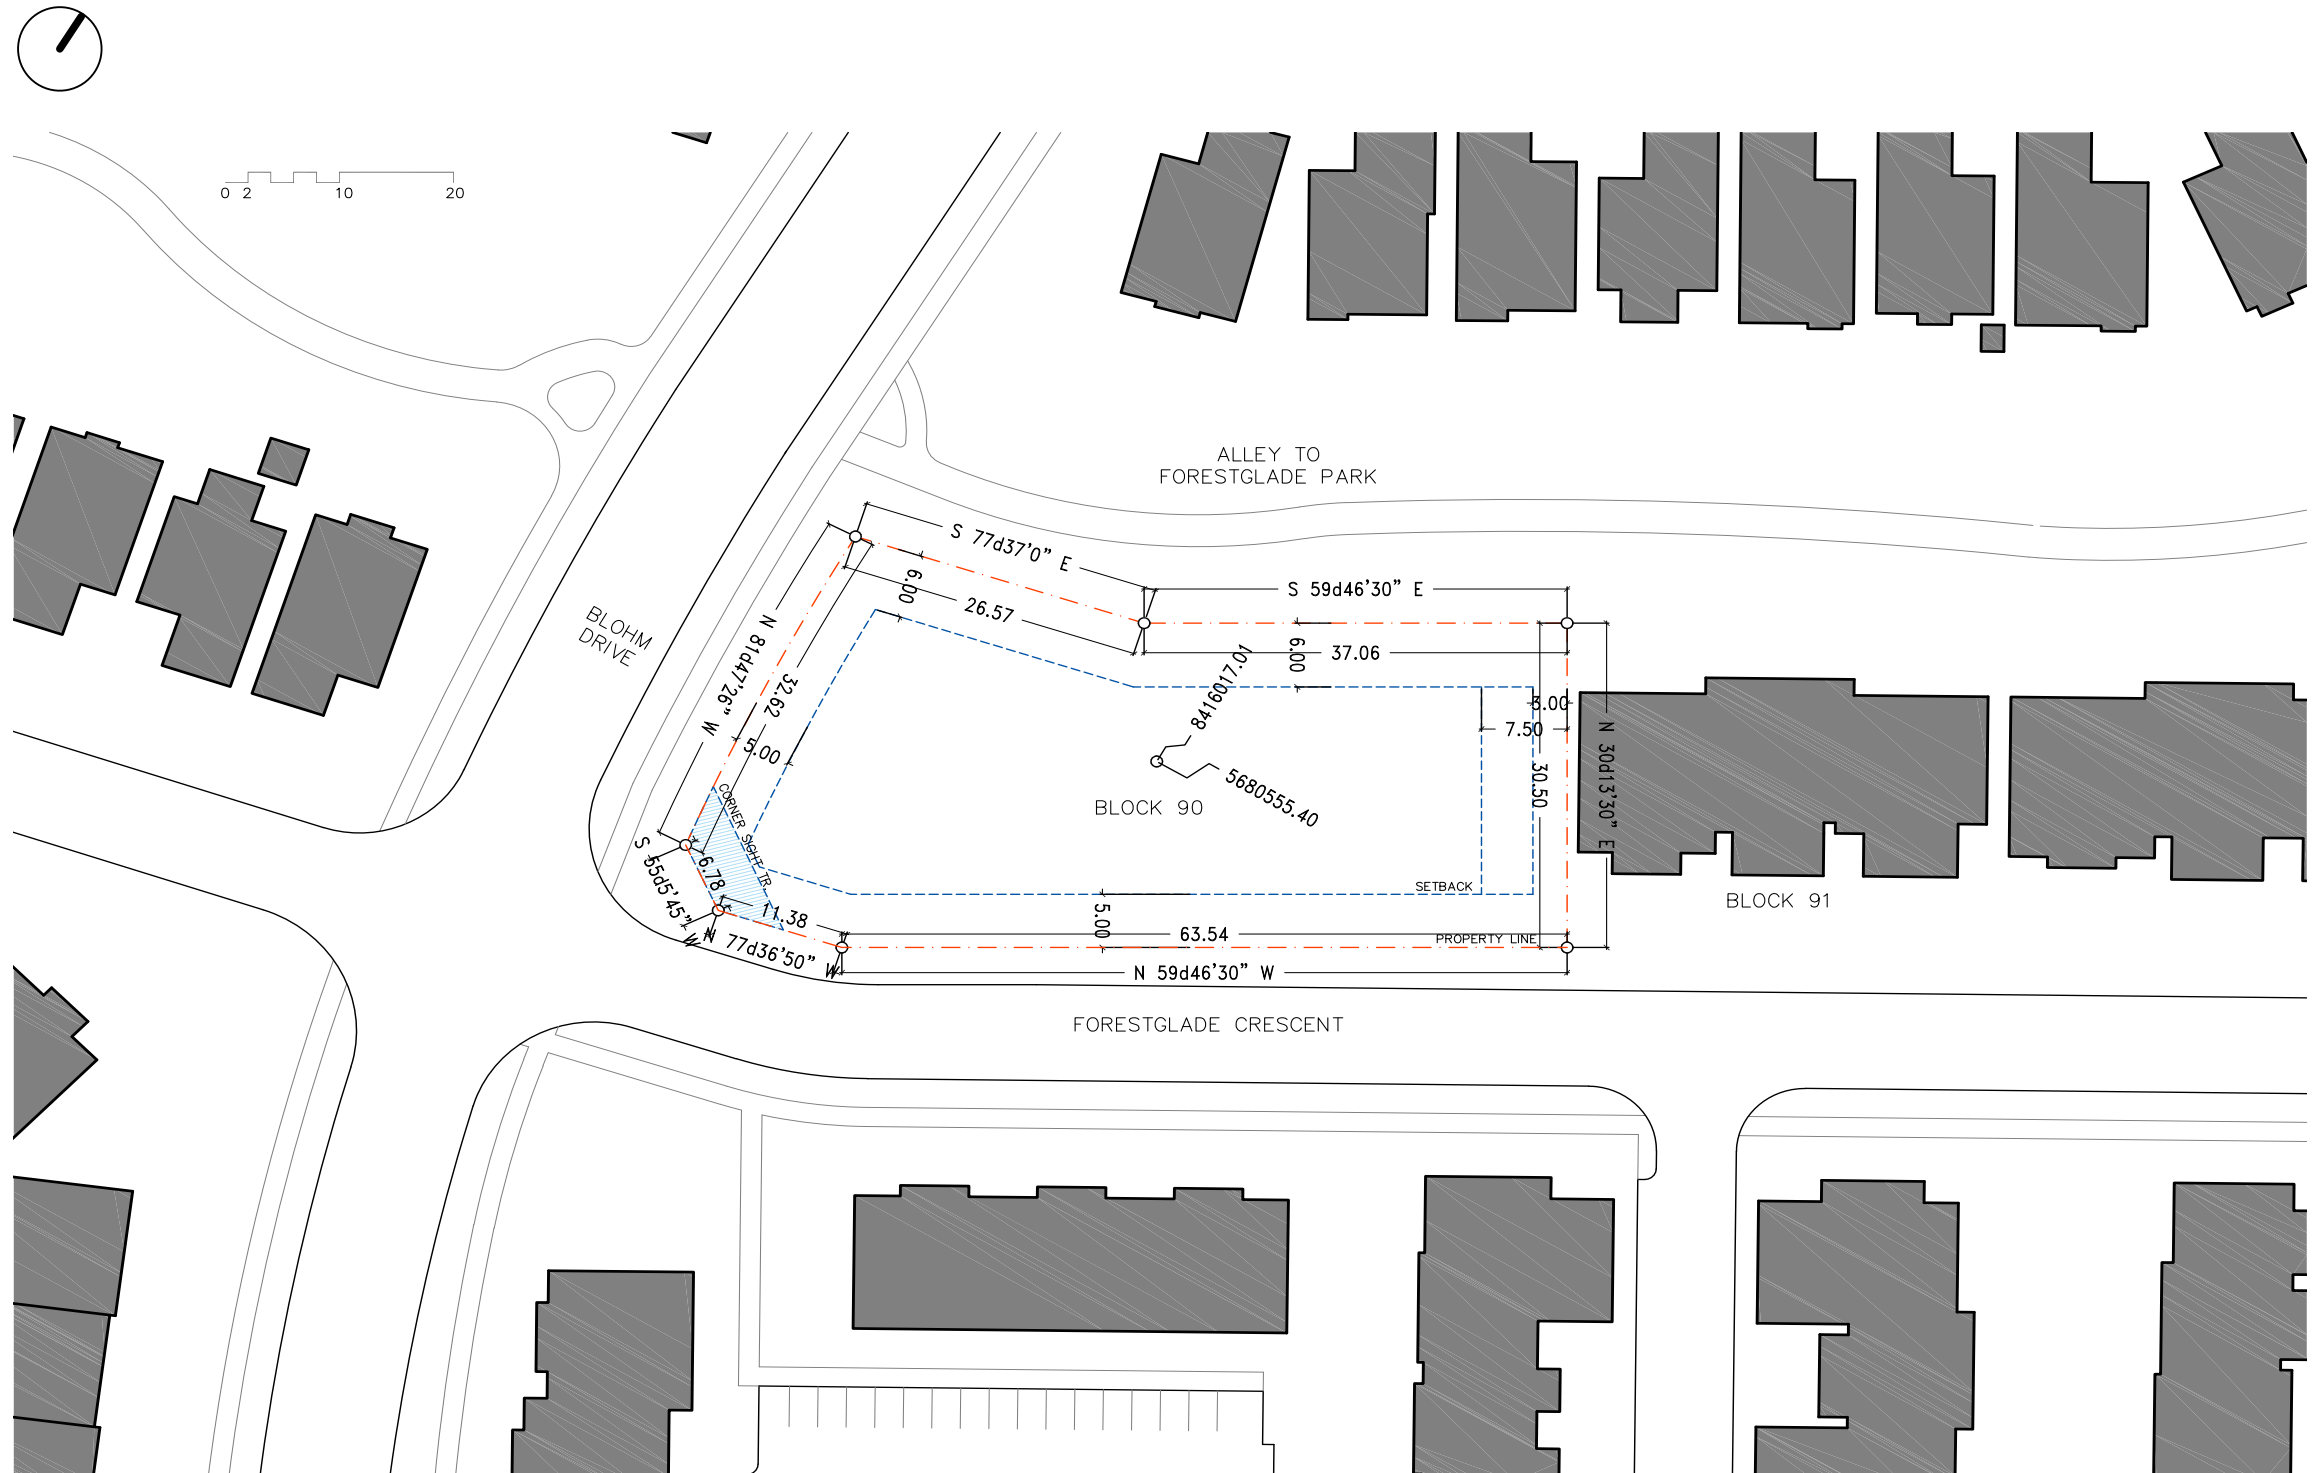 0 2 10 20
ALLEY TO
FORESTGLADE PARK
S 77d37'0" E
S 59d46'30" E
6.00
26.57
6.00
37.06
N 81d47'26" W
32.62
BLOHM
DRIVE
8416017.01
3.00
7.50
N 30d13'30" E
30.50
5.00
5680555.40
BLOCK 90
CORNER SIGHT TR.
S 55d5'45" W
6.78
SETBACK
BLOCK 91
11.38
5.00
63.54
PROPERTY LINE
N 77d36'50" W
N 59d46'30" W
FORESTGLADE CRESCENT